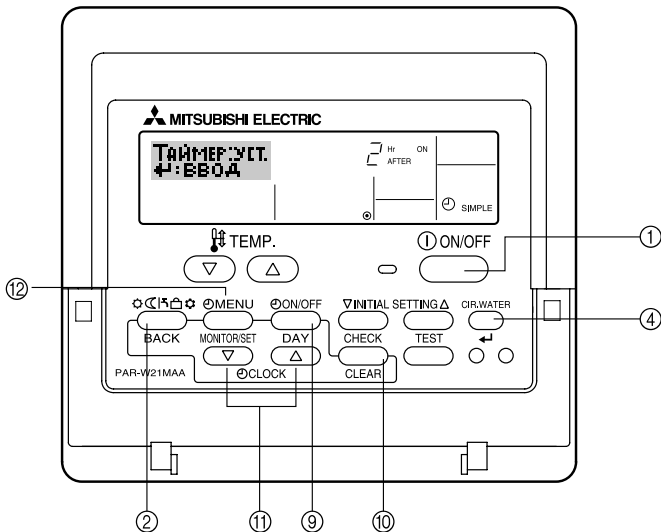 MITSUBISHI ELECTRIC
ТАЙМЕР:УСТ.
↵:ВВОД
2 Hr ON
AFTER
SIMPLE
TEMP.
ON/OFF
1
12
MENU
ON/OFF
▽INITIAL SETTING△
CIR.WATER
4
BACK
MONITOR/SET
DAY
CHECK
TEST
PAR-W21MAA
CLOCK
CLEAR
2
11
9
10